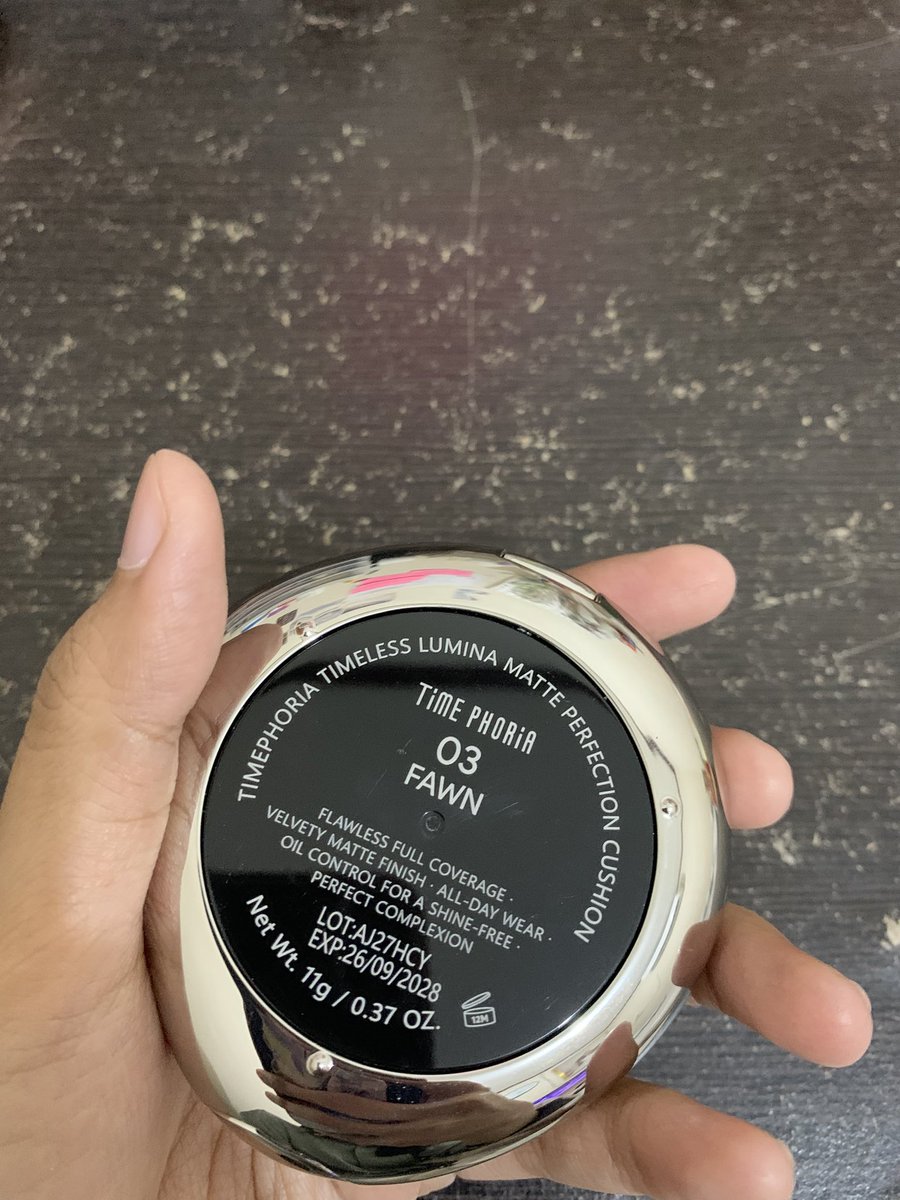 TIMEPHORIA TIMELESS LUMINA MATTE PERFECTION CUSHION
TiME PHORiA
03
FAWN
FLAWLESS FULL COVERAGE ·
VELVETY MATTE FINISH · ALL-DAY WEAR ·
OIL CONTROL FOR A SHINE-FREE ·
PERFECT COMPLEXION
LOT:AJ27HCY
EXP:26/09/2028
Net Wt. 11g / 0.37 OZ.
12M